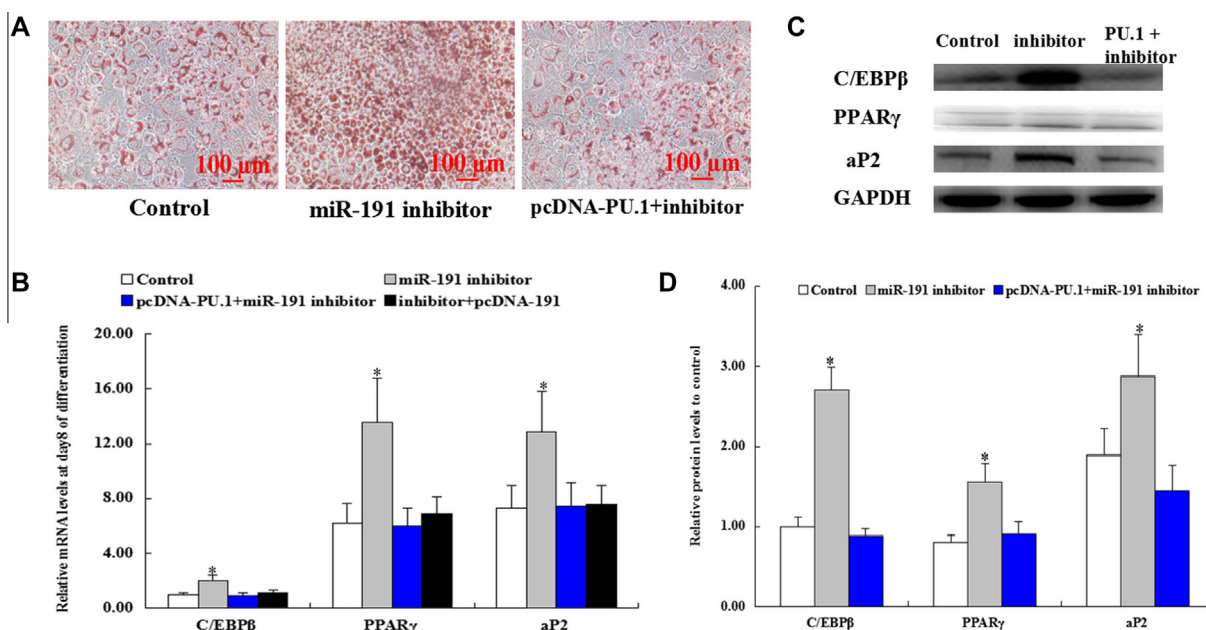 A
100 µm
100 µm
100 µm
Control
miR-191 inhibitor
pcDNA-PU.1+inhibitor
C
Control
inhibitor
PU.1 +
inhibitor
C/EBPβ
PPARγ
aP2
GAPDH
B
Control
miR-191 inhibitor
pcDNA-PU.1+miR-191 inhibitor
inhibitor+pcDNA-191
Relative mRNA levels at day8 of differentiation
20.00
16.00
12.00
8.00
4.00
0.00
*
*
*
C/EBPβ
PPARγ
aP2
D
Control
miR-191 inhibitor
pcDNA-PU.1+miR-191 inhibitor
Relative protein levels to control
4.00
3.00
2.00
1.00
0.00
*
*
*
C/EBPβ
PPARγ
aP2